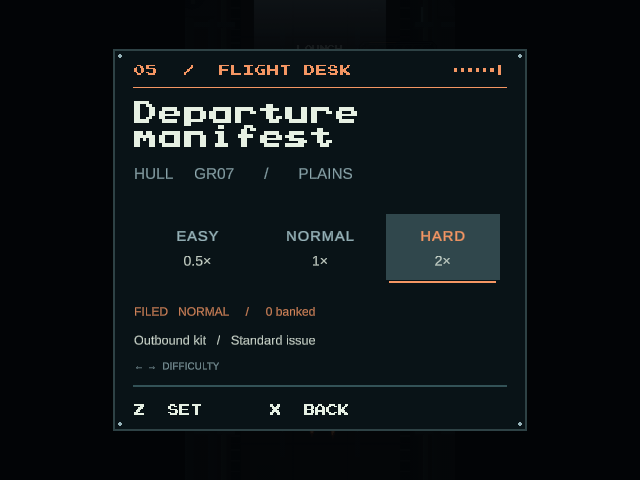 05 / FLIGHT DESK
Departure
manifest
HULL GR07 / PLAINS
EASY NORMAL HARD
0.5× 1× 2×
FILED NORMAL / 0 banked
Outbound kit / Standard issue
← → DIFFICULTY
Z SET X BACK